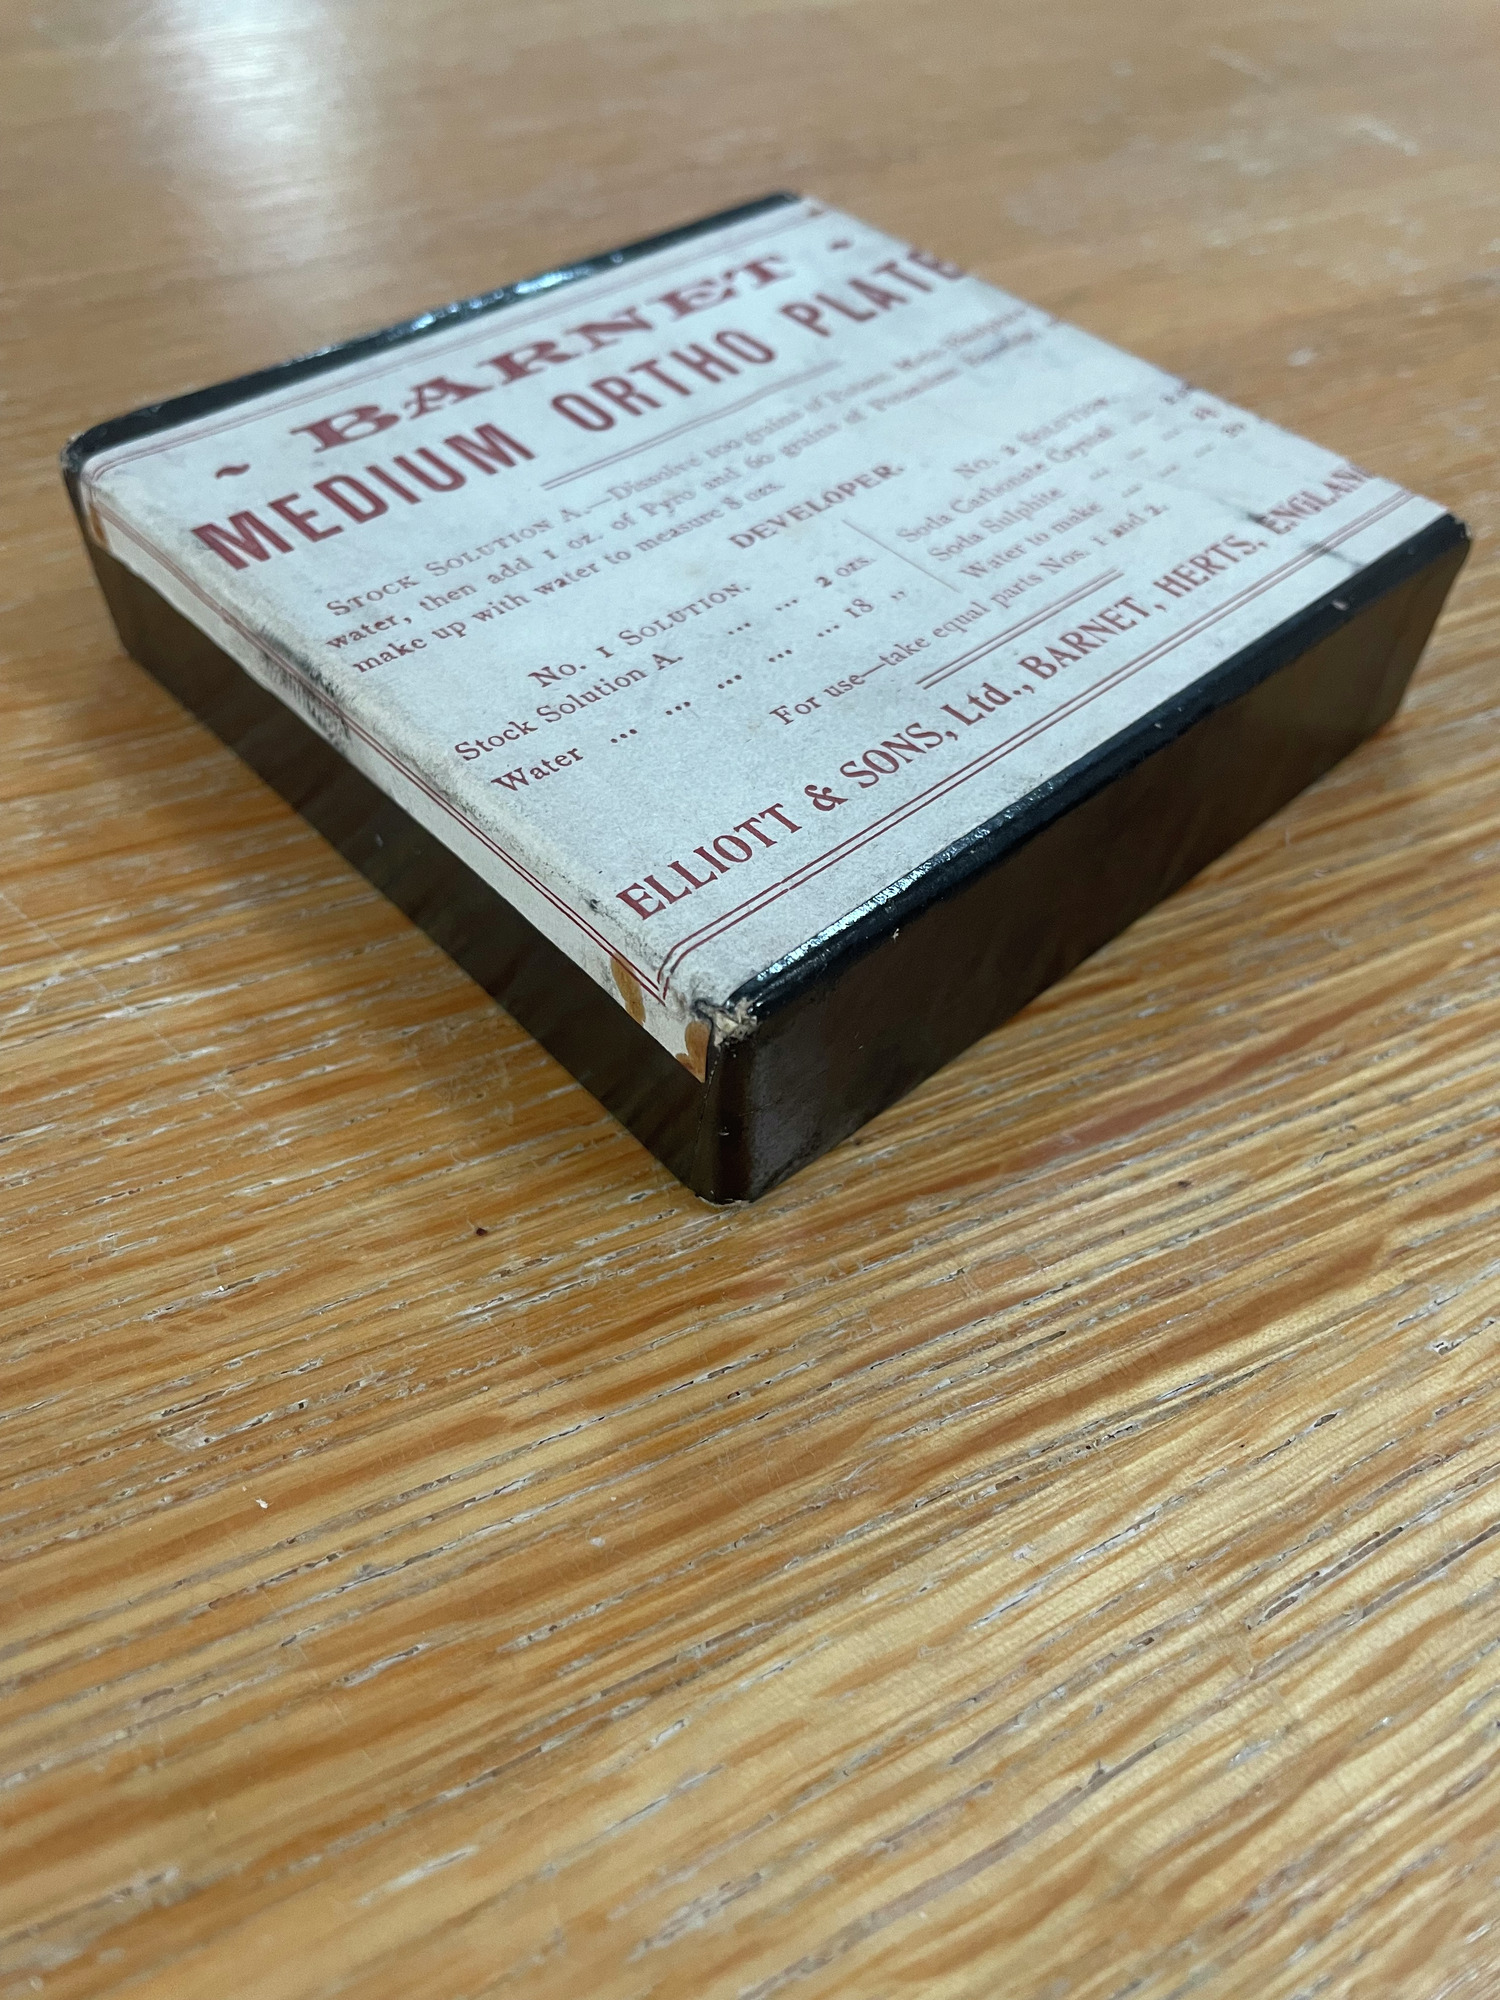 ~ BARNET ~
MEDIUM ORTHO PLATE
STOCK SOLUTION A.—Dissolve 100 grains of
water, then add 1 oz. of Pyro and 60 grains of
make up with water to measure 8 ozs.
DEVELOPER.
No. 1 SOLUTION.
Stock Solution A ... ... 2 ozs.
Water ... ... ... ... ... 18 „
No. 2 SOLUTION.
Soda Carbonate Crystal
Soda Sulphite
Water to make
For use—take equal parts Nos. 1 and 2.
ELLIOTT & SONS, Ltd., BARNET, HERTS, ENGLAND